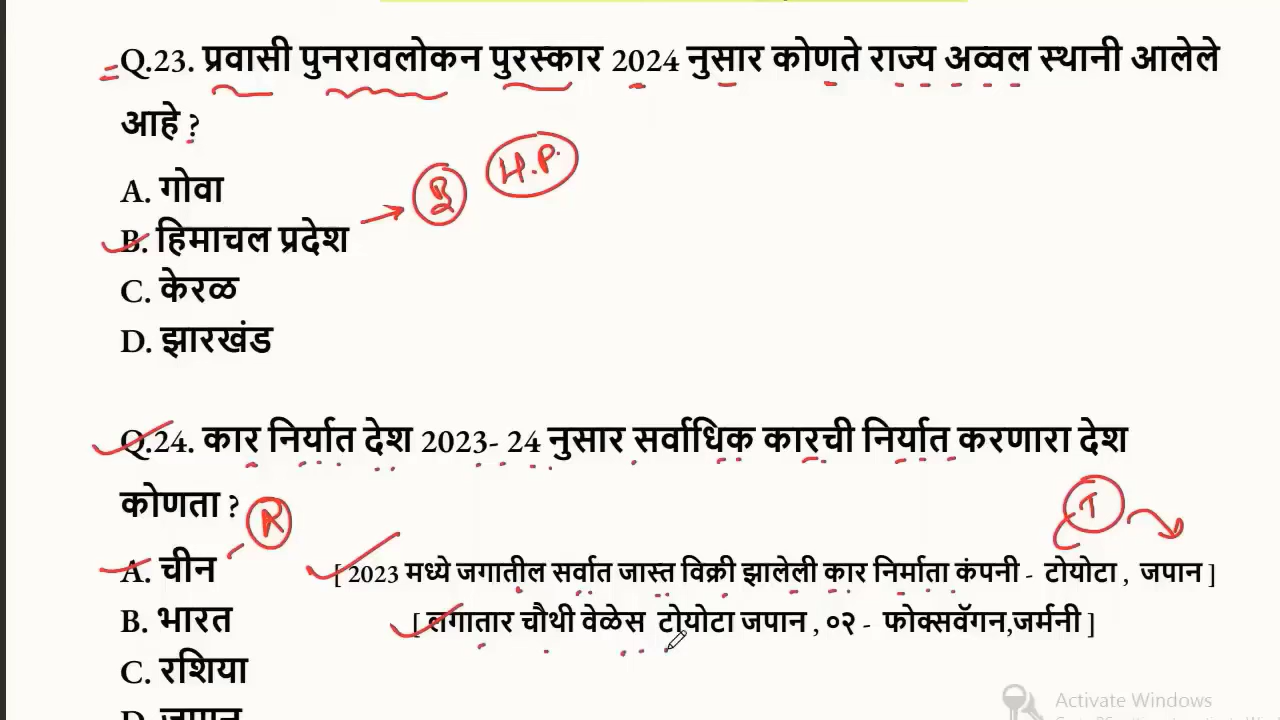 Q.23. प्रवासी पुनरावलोकन पुरस्कार 2024 नुसार कोणते राज्य अव्वल स्थानी आलेले
आहे ?
H.P.
A. गोवा
B. हिमाचल प्रदेश
C. केरळ
D. झारखंड
Q.24. कार निर्यात देश 2023- 24 नुसार सर्वाधिक कारची निर्यात करणारा देश
कोणता ?
T
A. चीन
[ 2023 मध्ये जगातील सर्वात जास्त विक्री झालेली कार निर्माता कंपनी - टोयोटा , जपान ]
B. भारत
[ लगातार चौथी वेळेस टोयोटा जपान , ०२ - फोक्सवॅगन,जर्मनी ]
C. रशिया
D. जपान
Activate Windows